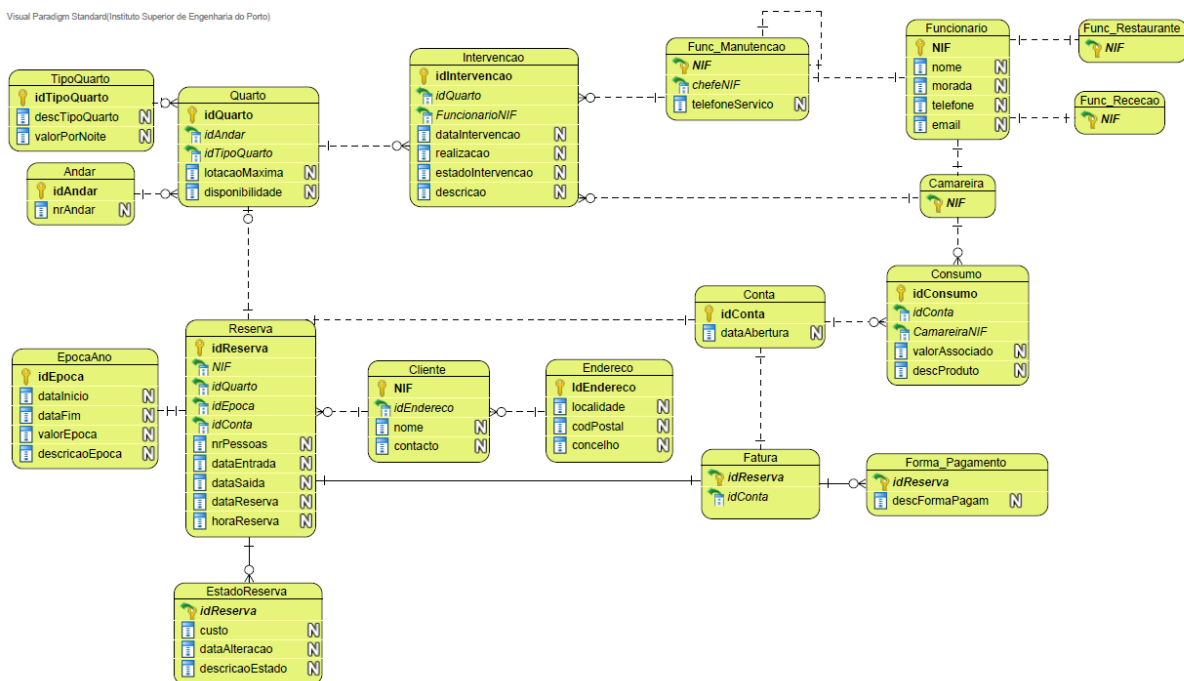 Visual Paradigm Standard(Instituto Superior de Engenharia do Porto)
TipoQuarto
idTipoQuarto
descTipoQuarto N
valorPorNoite N
Andar
idAndar
nrAndar N
Quarto
idQuarto
idAndar
idTipoQuarto
lotacaoMaxima N
disponibilidade N
Intervencao
idIntervencao
idQuarto
FuncionarioNIF
dataIntervencao N
realizacao N
estadoIntervencao N
descricao N
Func_Manutencao
NIF
chefeNIF
telefoneServico N
Funcionario
NIF
nome N
morada N
telefone N
email N
Func_Restaurante
NIF
Func_Rececao
NIF
Camareira
NIF
Consumo
idConsumo
idConta
CamareiraNIF
valorAssociado N
descProduto N
Conta
idConta
dataAbertura N
EpocaAno
idEpoca
dataInicio N
dataFim N
valorEpoca N
descricaoEpoca N
Reserva
idReserva
NIF
idQuarto
idEpoca
idConta
nrPessoas N
dataEntrada N
dataSaida N
dataReserva N
horaReserva N
Cliente
NIF
idEndereco
nome N
contacto N
Endereco
IdEndereco
localidade N
codPostal N
concelho N
Fatura
idReserva
idConta
Forma_Pagamento
idReserva
descFormaPagam N
EstadoReserva
idReserva
custo N
dataAlteracao N
descricaoEstado N